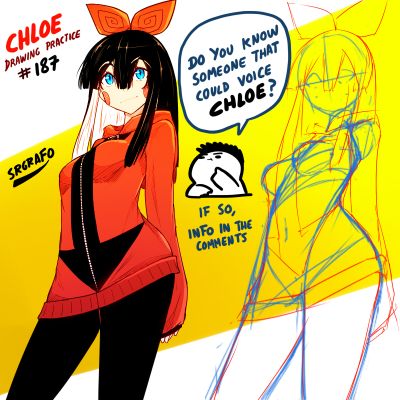 CHLOE
DRAWING PRACTICE
# 187
SRGRAFO
DO YOU KNOW
SOMEONE THAT
COULD VOICE
CHLOE?
IF SO,
INFO IN THE
COMMENTS